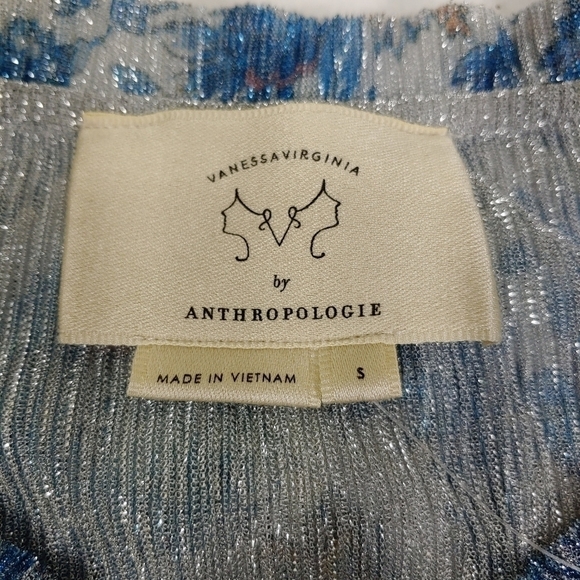 VANESSAVIRGINIA
by
ANTHROPOLOGIE
MADE IN VIETNAM
S